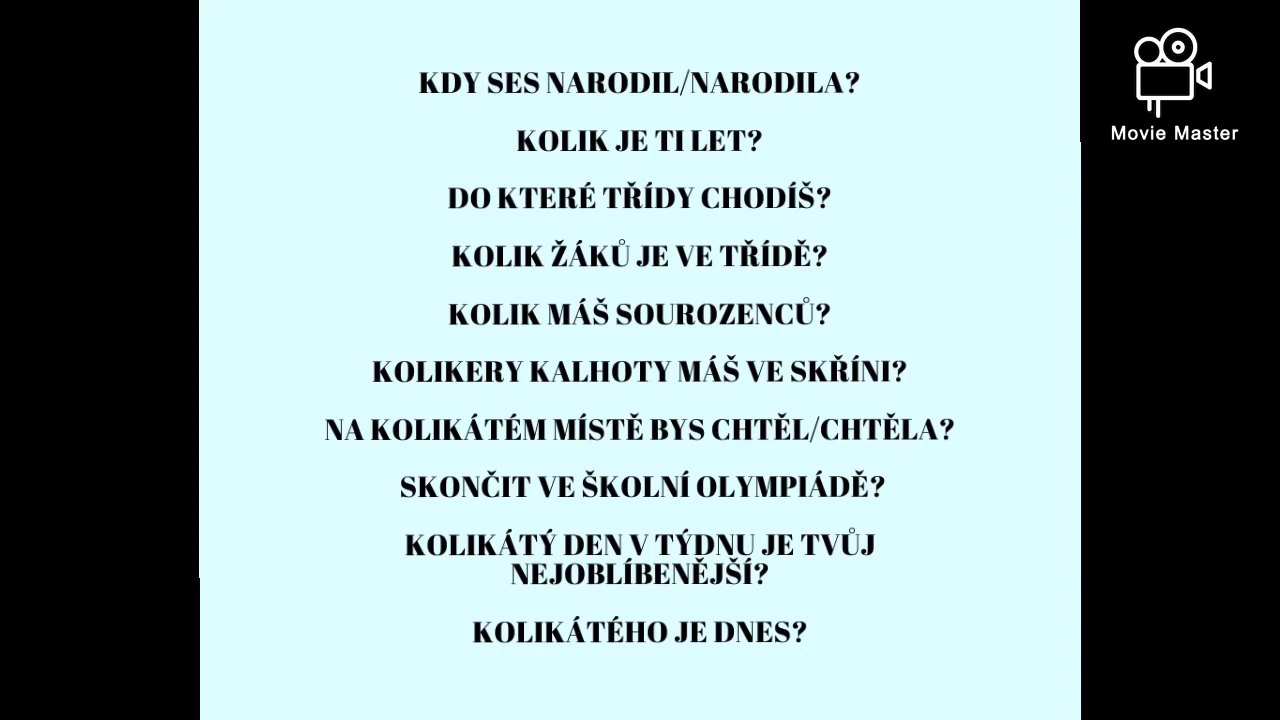 KDY SES NARODIL/NARODILA?
KOLIK JE TI LET?
DO KTERÉ TŘÍDY CHODÍŠ?
KOLIK ŽÁKŮ JE VE TŘÍDĚ?
KOLIK MÁŠ SOUROZENCŮ?
KOLIKERY KALHOTY MÁŠ VE SKŘÍNI?
NA KOLIKÁTÉM MÍSTĚ BYS CHTĚL/CHTĚLA?
SKONČIT VE ŠKOLNÍ OLYMPIÁDĚ?
KOLIKÁTÝ DEN V TÝDNU JE TVŮJ
NEJOBLÍBENĚJŠÍ?
KOLIKÁTÉHO JE DNES?
Movie Master